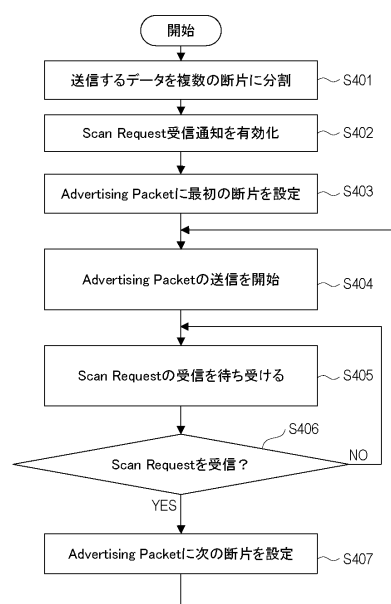 開始
送信するデータを複数の断片に分割
S401
Scan Request受信通知を有効化
S402
Advertising Packetに最初の断片を設定
S403
Advertising Packetの送信を開始
S404
Scan Requestの受信を待ち受ける
S405
S406
Scan Requestを受信？
NO
YES
Advertising Packetに次の断片を設定
S407